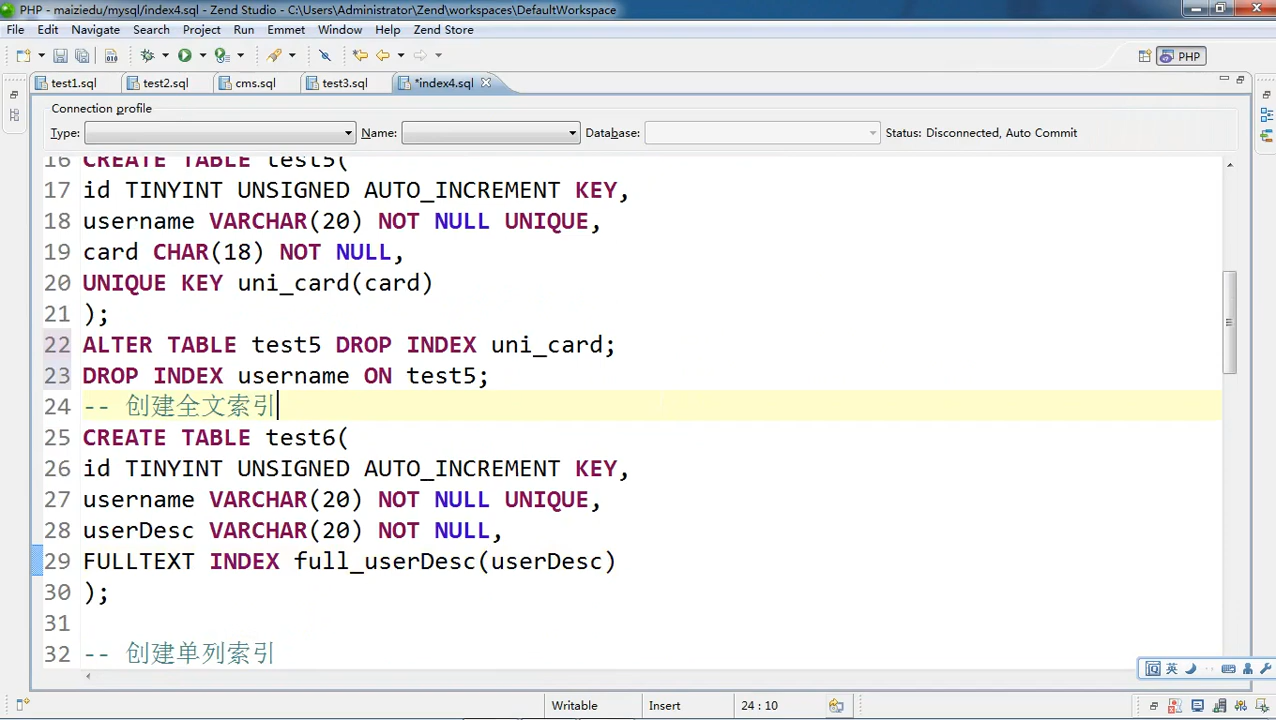 PHP - maiziedu/mysql/index4.sql - Zend Studio - C:\Users\Administrator\Zend\workspaces\DefaultWorkspace
File Edit Navigate Search Project Run Emmet Window Help Zend Store
PHP
test1.sql test2.sql cms.sql test3.sql *index4.sql
Connection profile
Type: Name: Database: Status: Disconnected, Auto Commit
16 CREATE TABLE test5(
17 id TINYINT UNSIGNED AUTO_INCREMENT KEY,
18 username VARCHAR(20) NOT NULL UNIQUE,
19 card CHAR(18) NOT NULL,
20 UNIQUE KEY uni_card(card)
21 );
22 ALTER TABLE test5 DROP INDEX uni_card;
23 DROP INDEX username ON test5;
24 -- 创建全文索引
25 CREATE TABLE test6(
26 id TINYINT UNSIGNED AUTO_INCREMENT KEY,
27 username VARCHAR(20) NOT NULL UNIQUE,
28 userDesc VARCHAR(20) NOT NULL,
29 FULLTEXT INDEX full_userDesc(userDesc)
30 );
31
32 -- 创建单列索引
英
Writable Insert 24 : 10